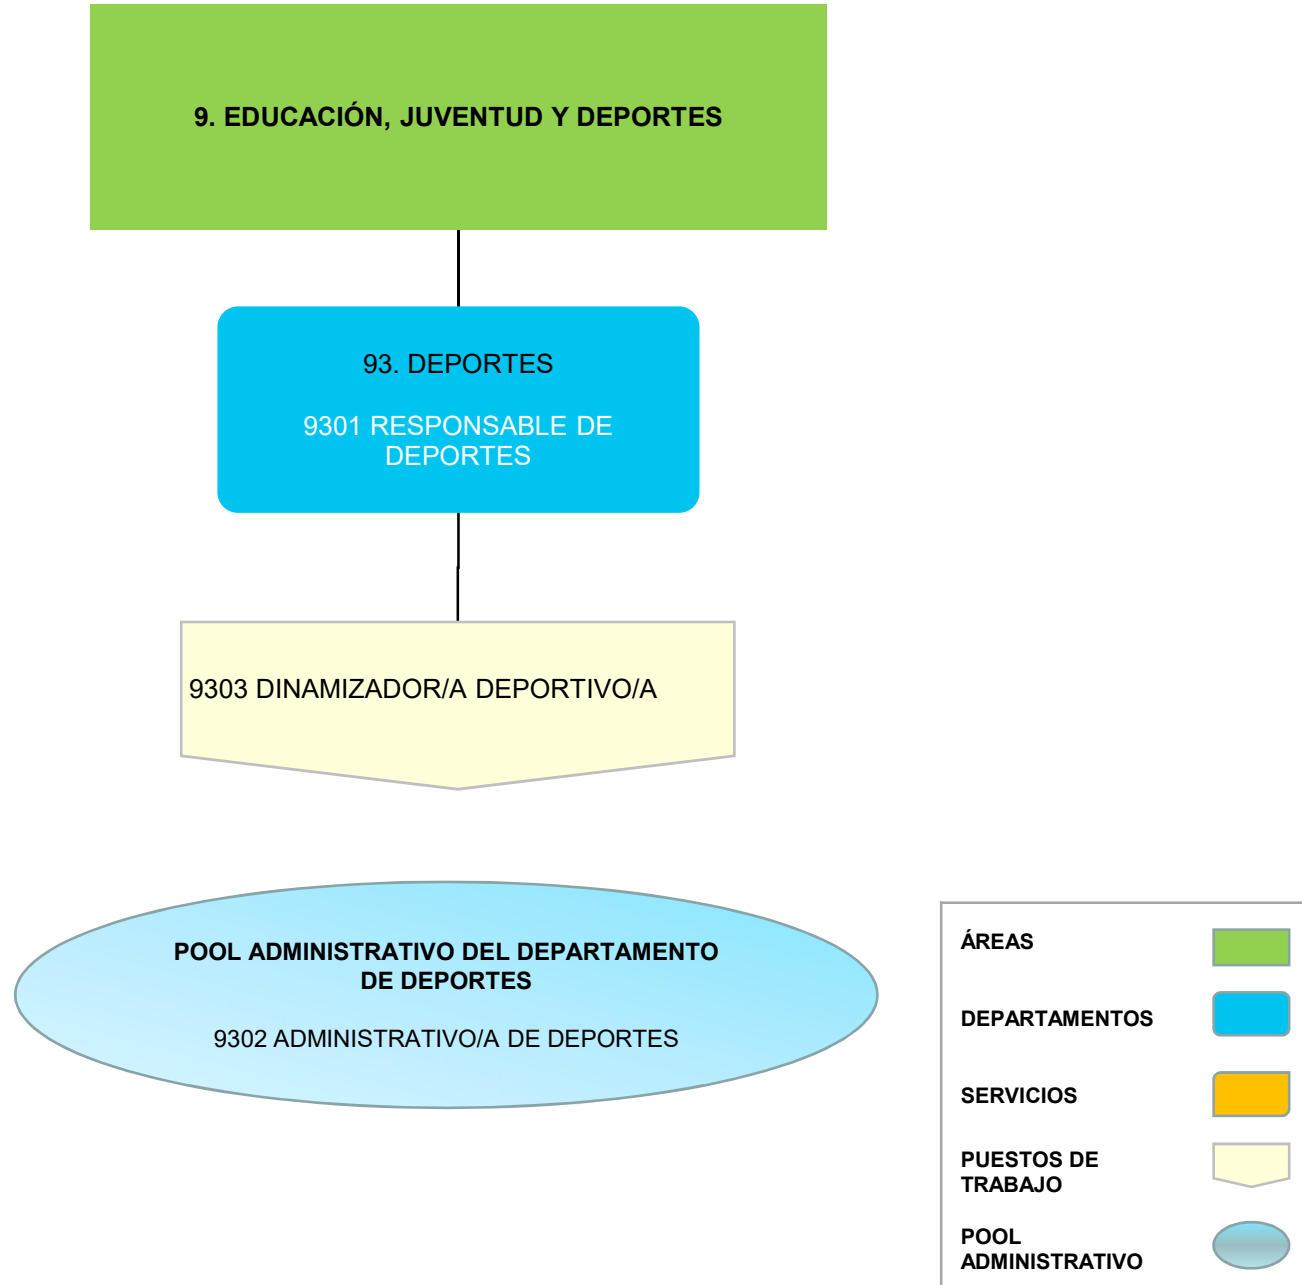 9. EDUCACIÓN, JUVENTUD Y DEPORTES
93. DEPORTES
9301 RESPONSABLE DE
DEPORTES
9303 DINAMIZADOR/A DEPORTIVO/A
POOL ADMINISTRATIVO DEL DEPARTAMENTO
DE DEPORTES
9302 ADMINISTRATIVO/A DE DEPORTES
ÁREAS
DEPARTAMENTOS
SERVICIOS
PUESTOS DE
TRABAJO
POOL
ADMINISTRATIVO